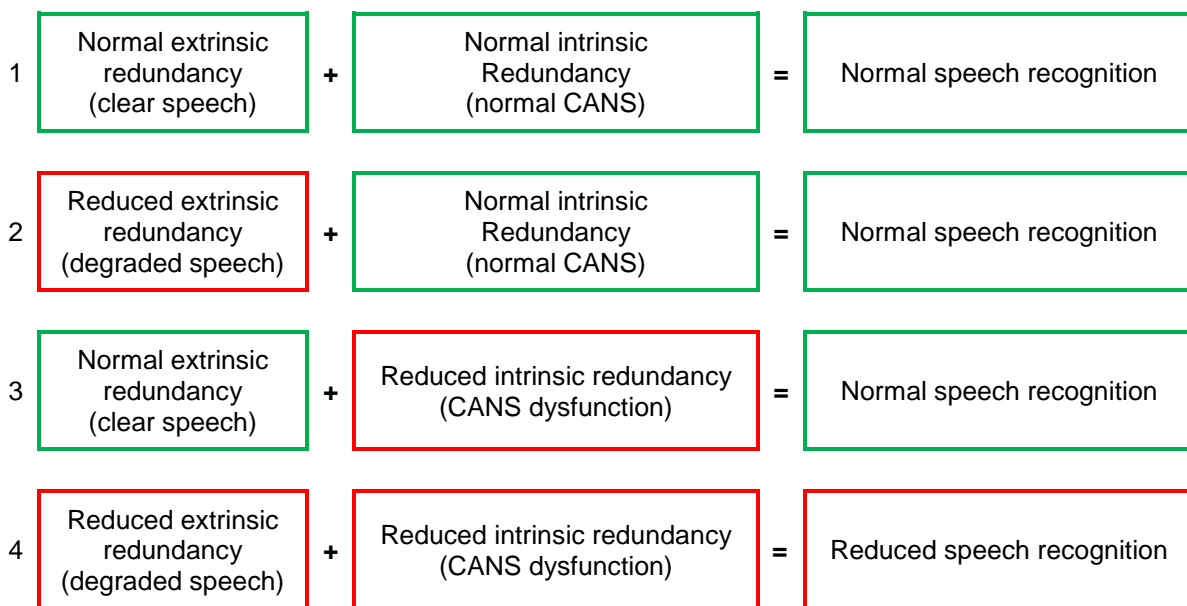 1
Normal extrinsic
redundancy
(clear speech)
+
Normal intrinsic
Redundancy
(normal CANS)
=
Normal speech recognition
2
Reduced extrinsic
redundancy
(degraded speech)
+
Normal intrinsic
Redundancy
(normal CANS)
=
Normal speech recognition
3
Normal extrinsic
redundancy
(clear speech)
+
Reduced intrinsic redundancy
(CANS dysfunction)
=
Normal speech recognition
4
Reduced extrinsic
redundancy
(degraded speech)
+
Reduced intrinsic redundancy
(CANS dysfunction)
=
Reduced speech recognition